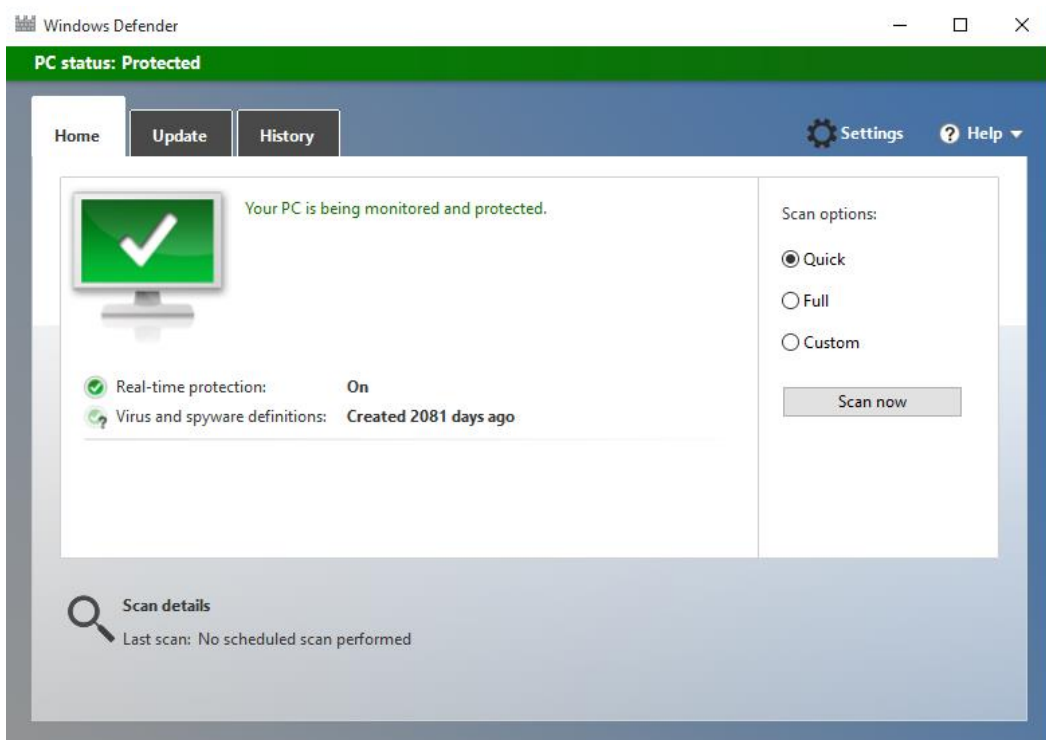 Windows Defender
PC status: Protected
Home Update History Settings ? Help
Your PC is being monitored and protected.
Scan options:
Quick
Full
Custom
Scan now
Real-time protection: On
Virus and spyware definitions: Created 2081 days ago
Scan details
Last scan: No scheduled scan performed